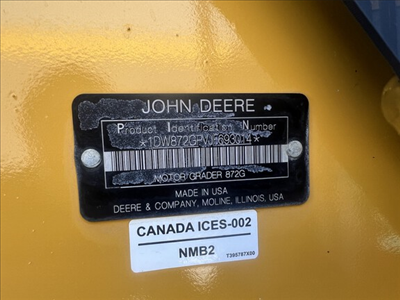 JOHN DEERE
Product Identification Number
MOTOR GRADER 872G
MADE IN USA
DEERE & COMPANY, MOLINE, ILLINOIS, USA
CANADA ICES-002
NMB2